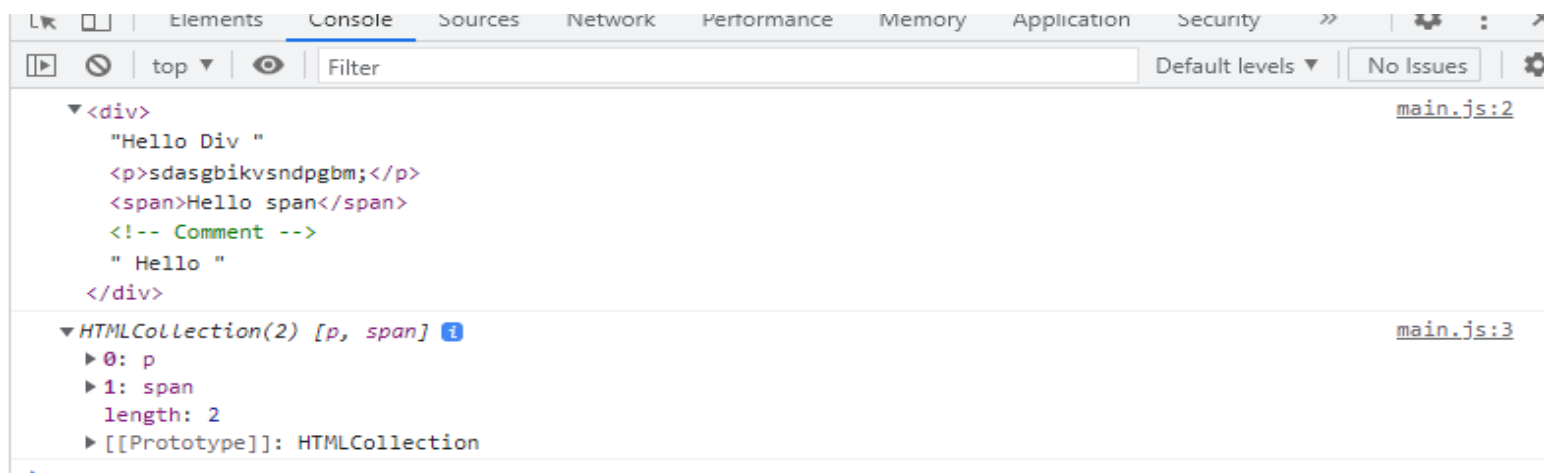 Elements Console Sources Network Performance Memory Application Security »
top ▼ Filter Default levels ▼ No Issues
▼<div> main.js:2
"Hello Div "
<p>sdasgbikvsndpgbm;</p>
<span>Hello span</span>
<!-- Comment -->
" Hello "
</div>
▼HTMLCollection(2) [p, span] i main.js:3
▶0: p
▶1: span
length: 2
▶[[Prototype]]: HTMLCollection